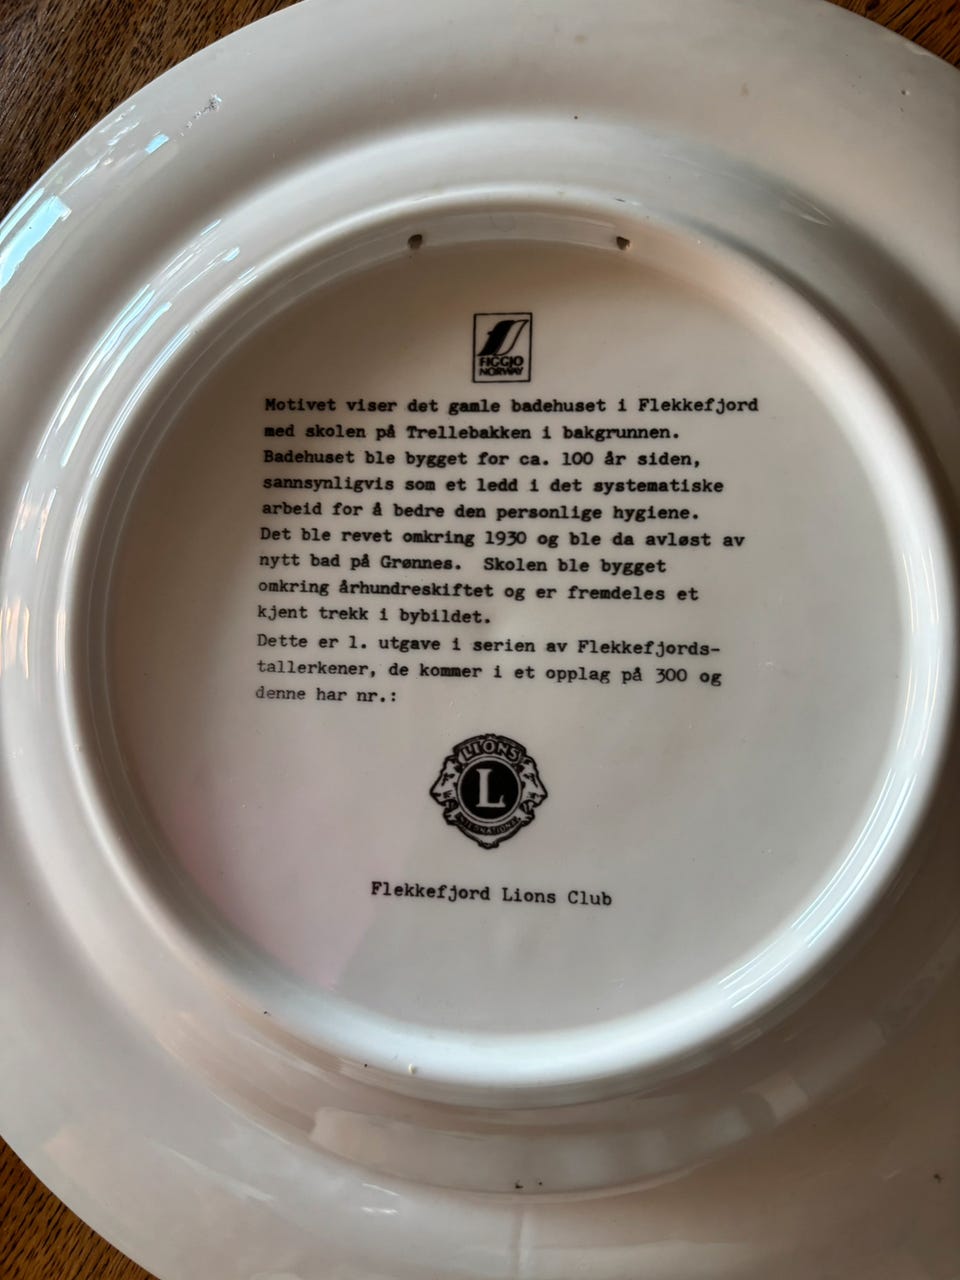 FIGGJO
NORWAY
Motivet viser det gamle badehuset i Flekkefjord
med skolen på Trellebakken i bakgrunnen.
Badehuset ble bygget for ca. 100 år siden,
sannsynligvis som et ledd i det systematiske
arbeid for å bedre den personlige hygiene.
Det ble revet omkring 1930 og ble da avløst av
nytt bad på Grønnes. Skolen ble bygget
omkring århundreskiftet og er fremdeles et
kjent trekk i bybildet.
Dette er 1. utgave i serien av Flekkefjords-
tallerkener, de kommer i et opplag på 300 og
denne har nr.:
LIONS
L
INTERNATIONAL
Flekkefjord Lions Club